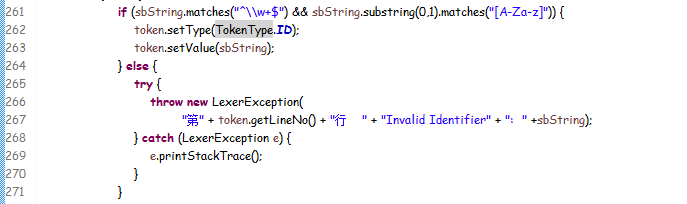 261 if (sbString.matches("^\\w+$") && sbString.substring(0,1).matches("[A-Za-z]")) {
262 token.setType(TokenType.ID);
263 token.setValue(sbString);
264 } else {
265 try {
266 throw new LexerException(
267 "第" + token.getLineNo() + "行   " + "Invalid Identifier" + "：" +sbString);
268 } catch (LexerException e) {
269 e.printStackTrace();
270 }
271 }